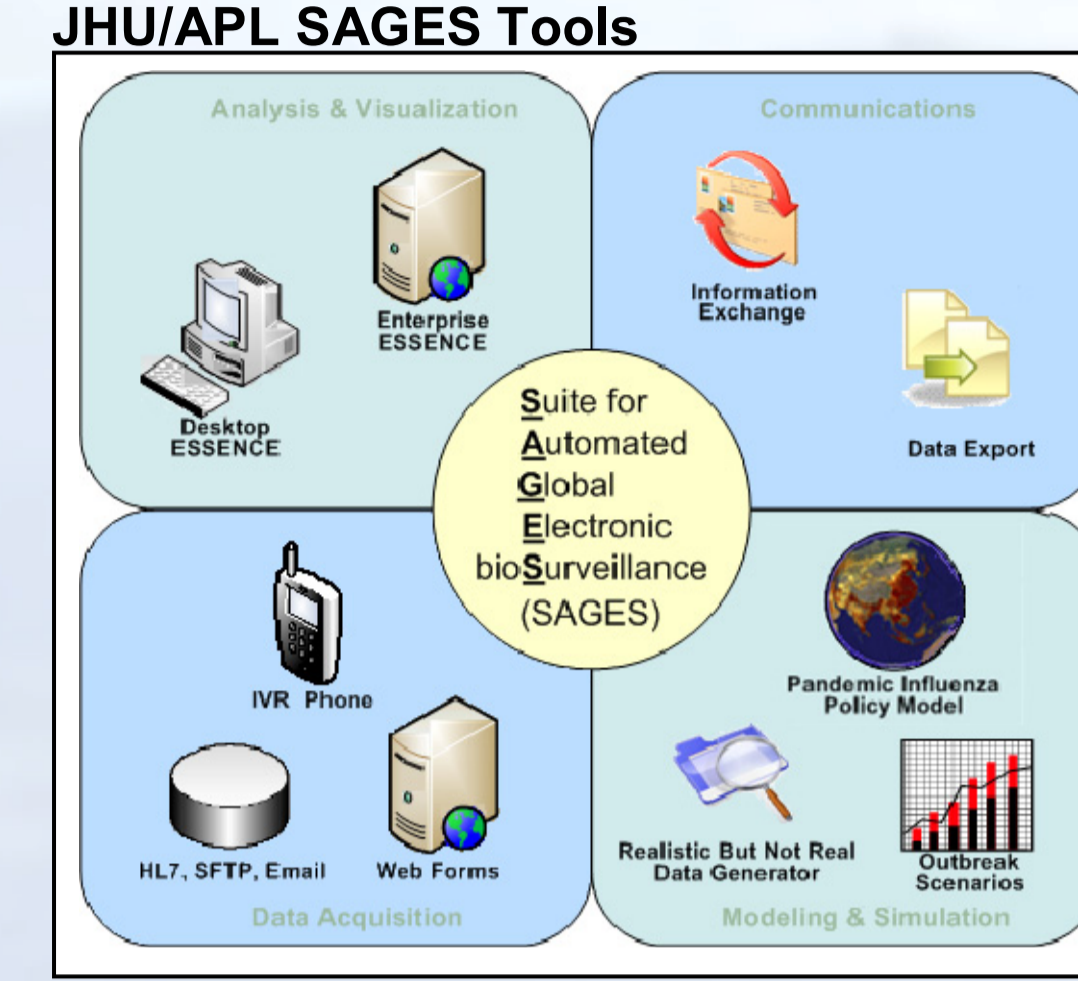 JHU/APL SAGES Tools
Analysis & Visualization
Enterprise
ESSENCE
Desktop
ESSENCE
Communications
Information
Exchange
Data Export
Suite for
Automated
Global
Electronic
bioSurveillance
(SAGES)
IVR Phone
HL7, SFTP, Email
Web Forms
Data Acquisition
Pandemic Influenza
Policy Model
Realistic But Not Real
Data Generator
Outbreak
Scenarios
Modeling & Simulation